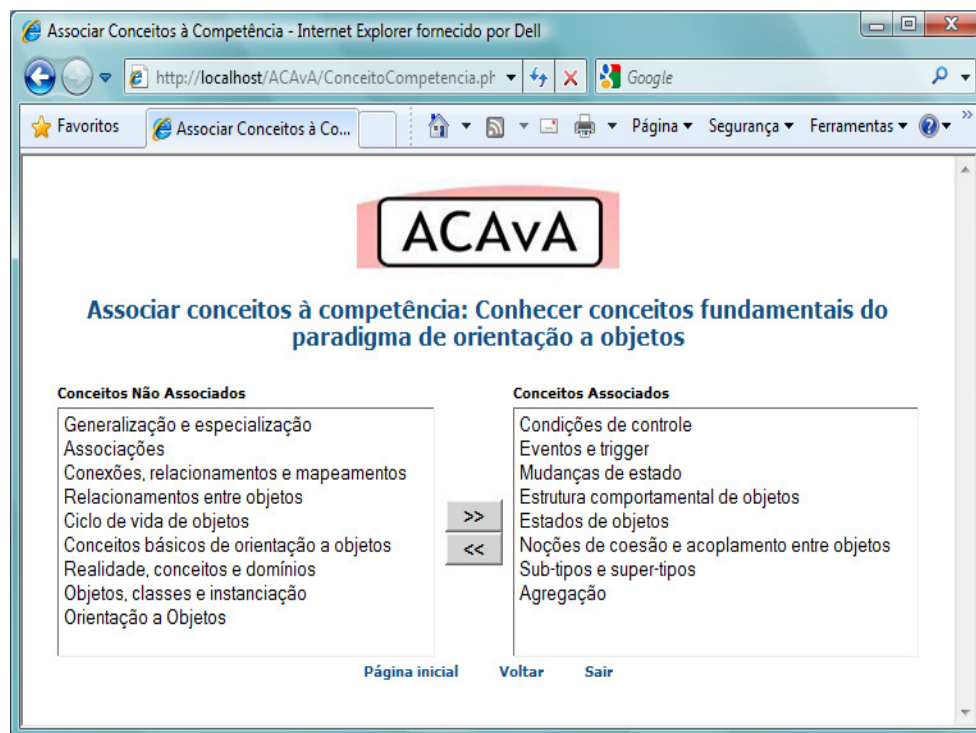 Associar Conceitos à Competência - Internet Explorer fornecido por Dell
http://localhost/ACAvA/ConceitoCompetencia.ph
Google
Favoritos
Associar Conceitos à Co...
Página
Segurança
Ferramentas
ACAvA
Associar conceitos à competência: Conhecer conceitos fundamentais do
paradigma de orientação a objetos
Conceitos Não Associados
Generalização e especialização
Associações
Conexões, relacionamentos e mapeamentos
Relacionamentos entre objetos
Ciclo de vida de objetos
Conceitos básicos de orientação a objetos
Realidade, conceitos e domínios
Objetos, classes e instanciação
Orientação a Objetos
>>
<<
Conceitos Associados
Condições de controle
Eventos e trigger
Mudanças de estado
Estrutura comportamental de objetos
Estados de objetos
Noções de coesão e acoplamento entre objetos
Sub-tipos e super-tipos
Agregação
Página inicial
Voltar
Sair